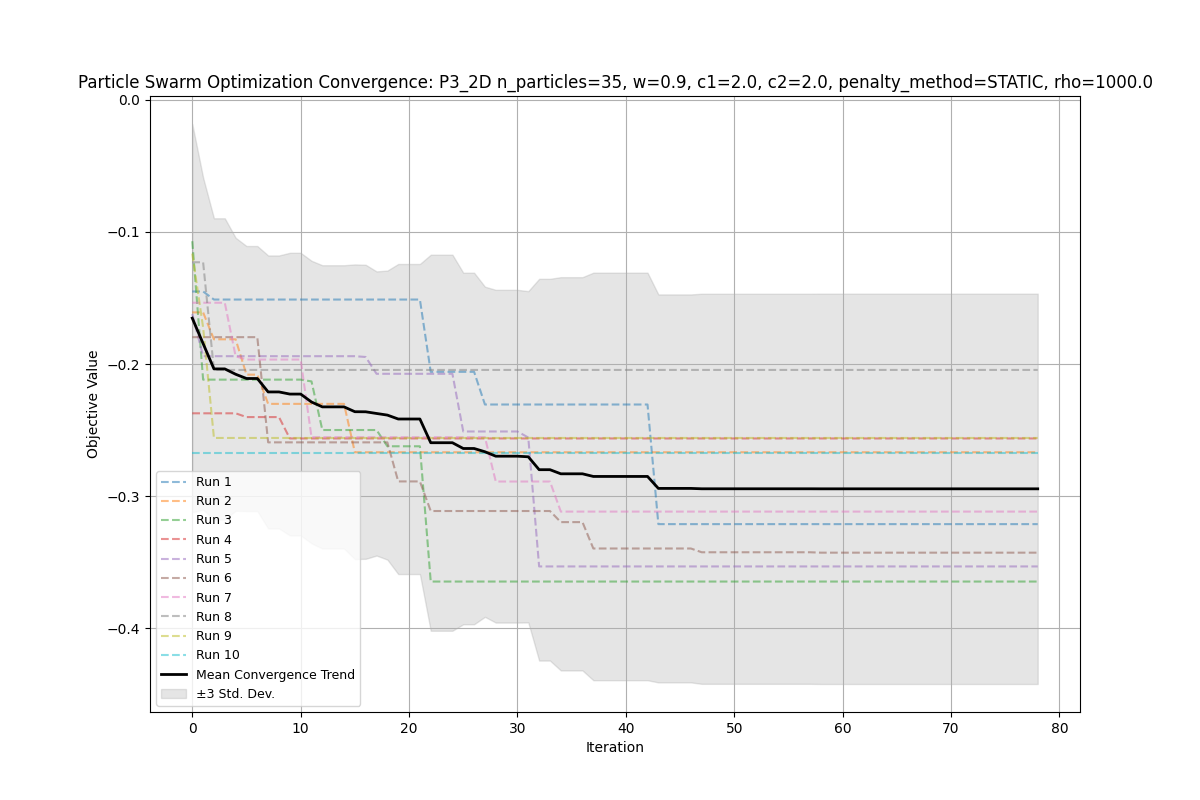 Particle Swarm Optimization Convergence: P3_2D n_particles=35, w=0.9, c1=2.0, c2=2.0, penalty_method=STATIC, rho=1000.0
0.0
−0.1
−0.2
−0.3
−0.4
Objective Value
Run 1
Run 2
Run 3
Run 4
Run 5
Run 6
Run 7
Run 8
Run 9
Run 10
Mean Convergence Trend
±3 Std. Dev.
0 10 20 30 40 50 60 70 80
Iteration